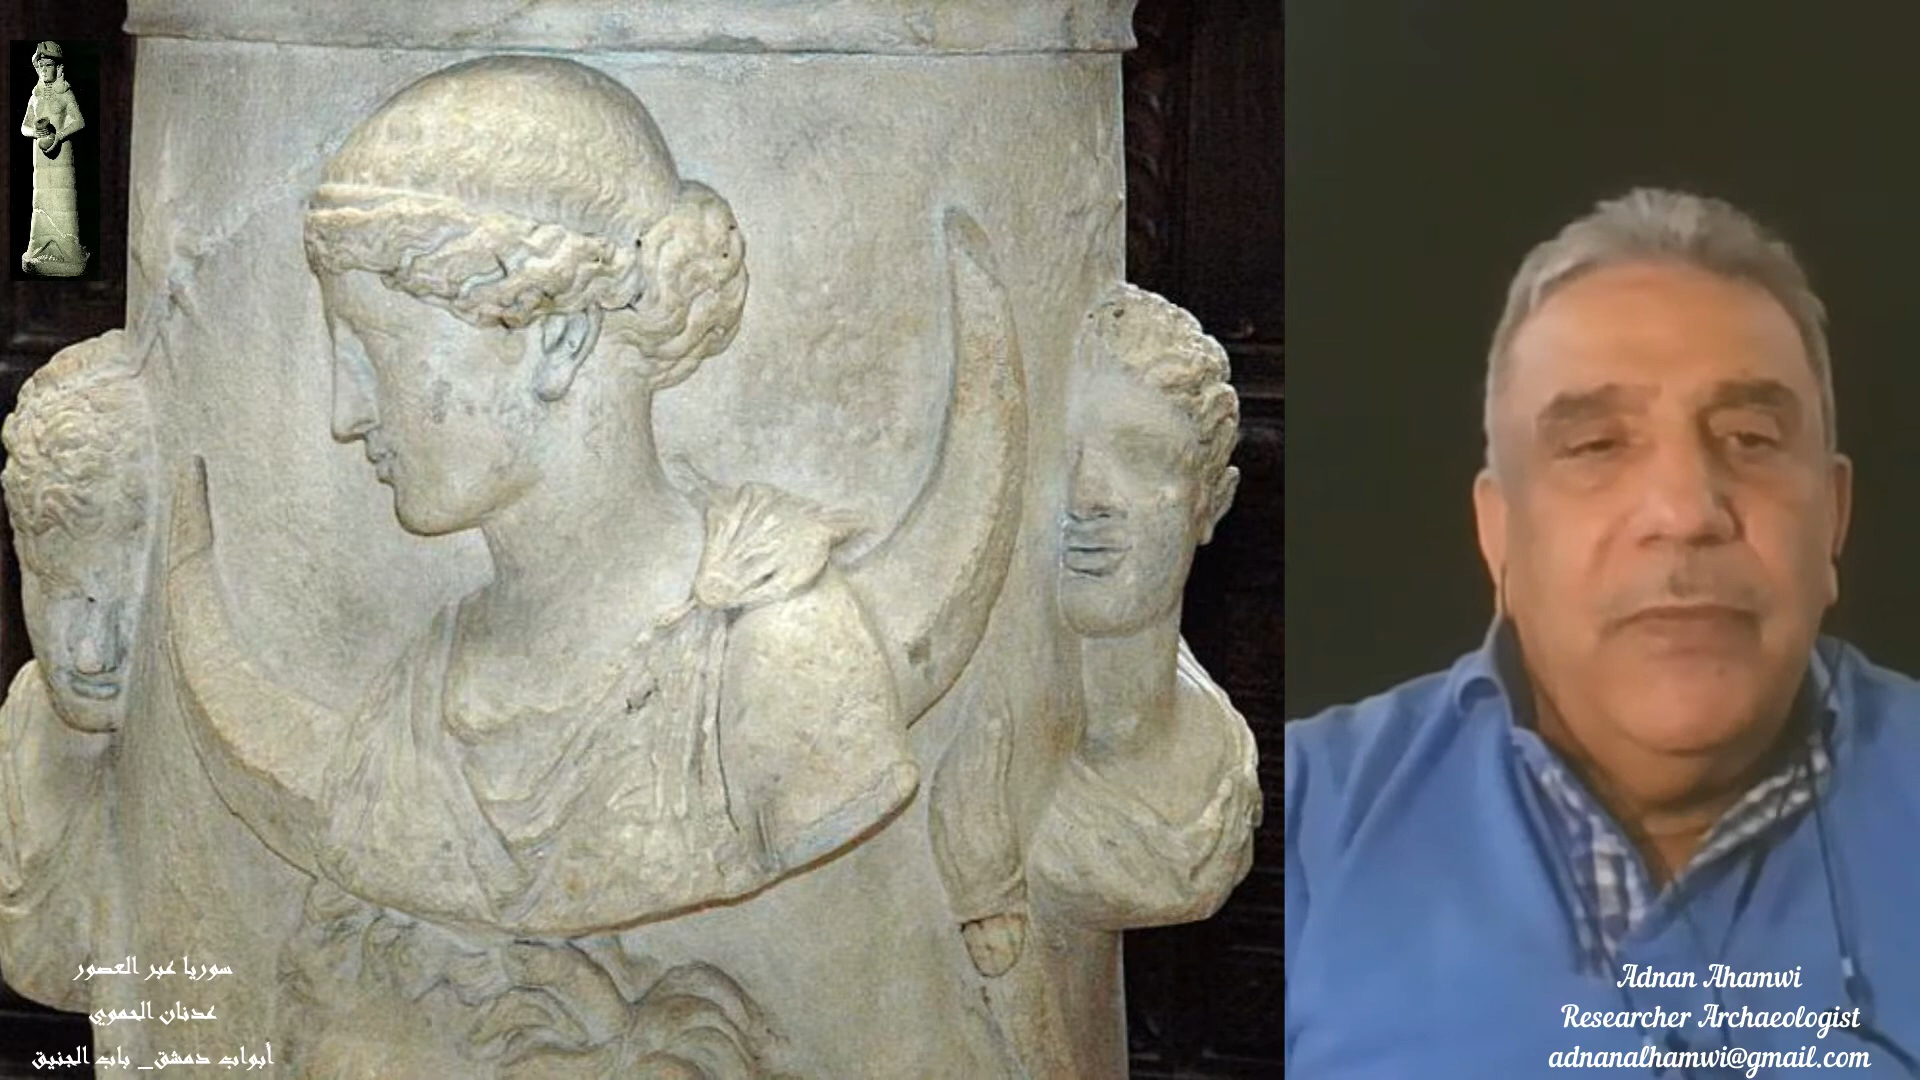 سوريا عبر العصور
عدنان الحموي
أبواب دمشق_ باب الجنيق
Adnan Ahamwi
Researcher Archaeologist
adnanalhamwi@gmail.com